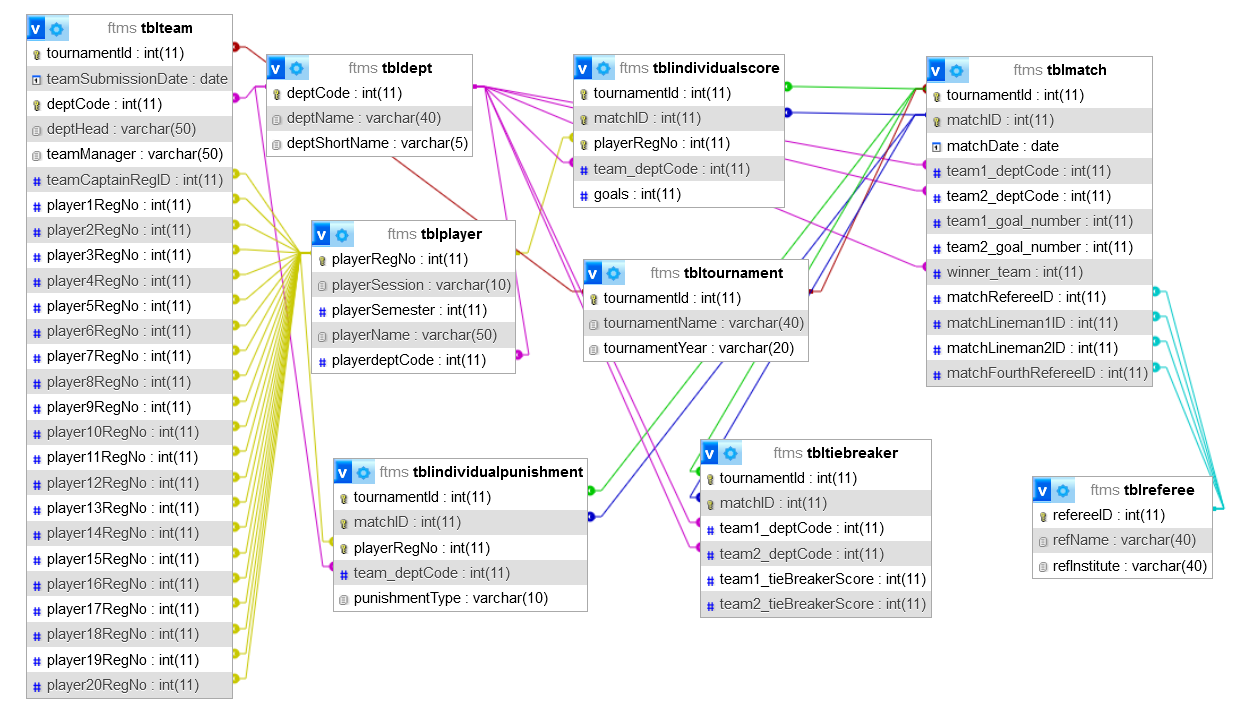 ftms tblteam
tournamentId : int(11)
teamSubmissionDate : date
deptCode : int(11)
deptHead : varchar(50)
teamManager : varchar(50)
teamCaptainRegID : int(11)
player1RegNo : int(11)
player2RegNo : int(11)
player3RegNo : int(11)
player4RegNo : int(11)
player5RegNo : int(11)
player6RegNo : int(11)
player7RegNo : int(11)
player8RegNo : int(11)
player9RegNo : int(11)
player10RegNo : int(11)
player11RegNo : int(11)
player12RegNo : int(11)
player13RegNo : int(11)
player14RegNo : int(11)
player15RegNo : int(11)
player16RegNo : int(11)
player17RegNo : int(11)
player18RegNo : int(11)
player19RegNo : int(11)
player20RegNo : int(11)
ftms tbldept
deptCode : int(11)
deptName : varchar(40)
deptShortName : varchar(5)
ftms tblplayer
playerRegNo : int(11)
playerSession : varchar(10)
playerSemester : int(11)
playerName : varchar(50)
playerdeptCode : int(11)
ftms tblindividualpunishment
tournamentId : int(11)
matchID : int(11)
playerRegNo : int(11)
team_deptCode : int(11)
punishmentType : varchar(10)
ftms tblindividualscore
tournamentId : int(11)
matchID : int(11)
playerRegNo : int(11)
team_deptCode : int(11)
goals : int(11)
ftms tbltournament
tournamentId : int(11)
tournamentName : varchar(40)
tournamentYear : varchar(20)
ftms tbltiebreaker
tournamentId : int(11)
matchID : int(11)
team1_deptCode : int(11)
team2_deptCode : int(11)
team1_tieBreakerScore : int(11)
team2_tieBreakerScore : int(11)
ftms tblmatch
tournamentId : int(11)
matchID : int(11)
matchDate : date
team1_deptCode : int(11)
team2_deptCode : int(11)
team1_goal_number : int(11)
team2_goal_number : int(11)
winner_team : int(11)
matchRefereeID : int(11)
matchLineman1ID : int(11)
matchLineman2ID : int(11)
matchFourthRefereeID : int(11)
ftms tblreferee
refereeID : int(11)
refName : varchar(40)
refInstitute : varchar(40)